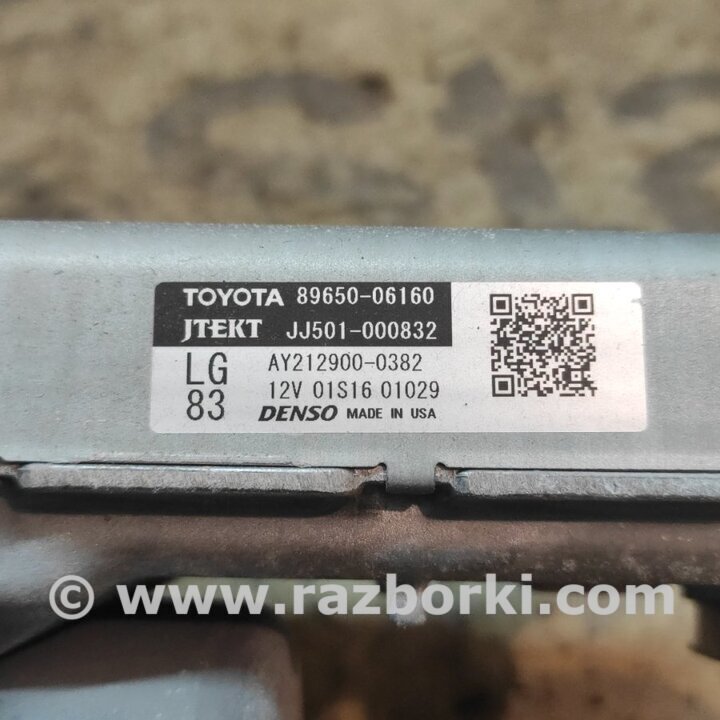 TOYOTA 89650-06160
JTEKT JJ501-000832
LG AY212900-0382
83 12V 01S16 01029
DENSO MADE IN USA
© www.razborki.com